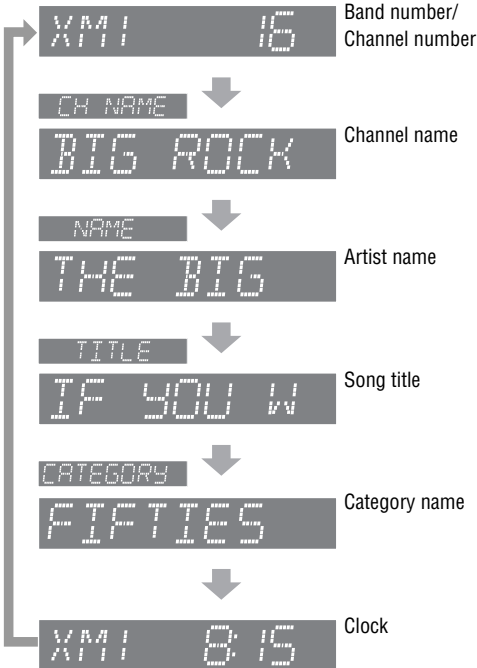 XM1 16
Band number/
Channel number
CH NAME
BIG ROCK
Channel name
NAME
THE BIG
Artist name
TITLE
IF YOU W
Song title
CATEGORY
FIFTIES
Category name
XM1 8:15
Clock